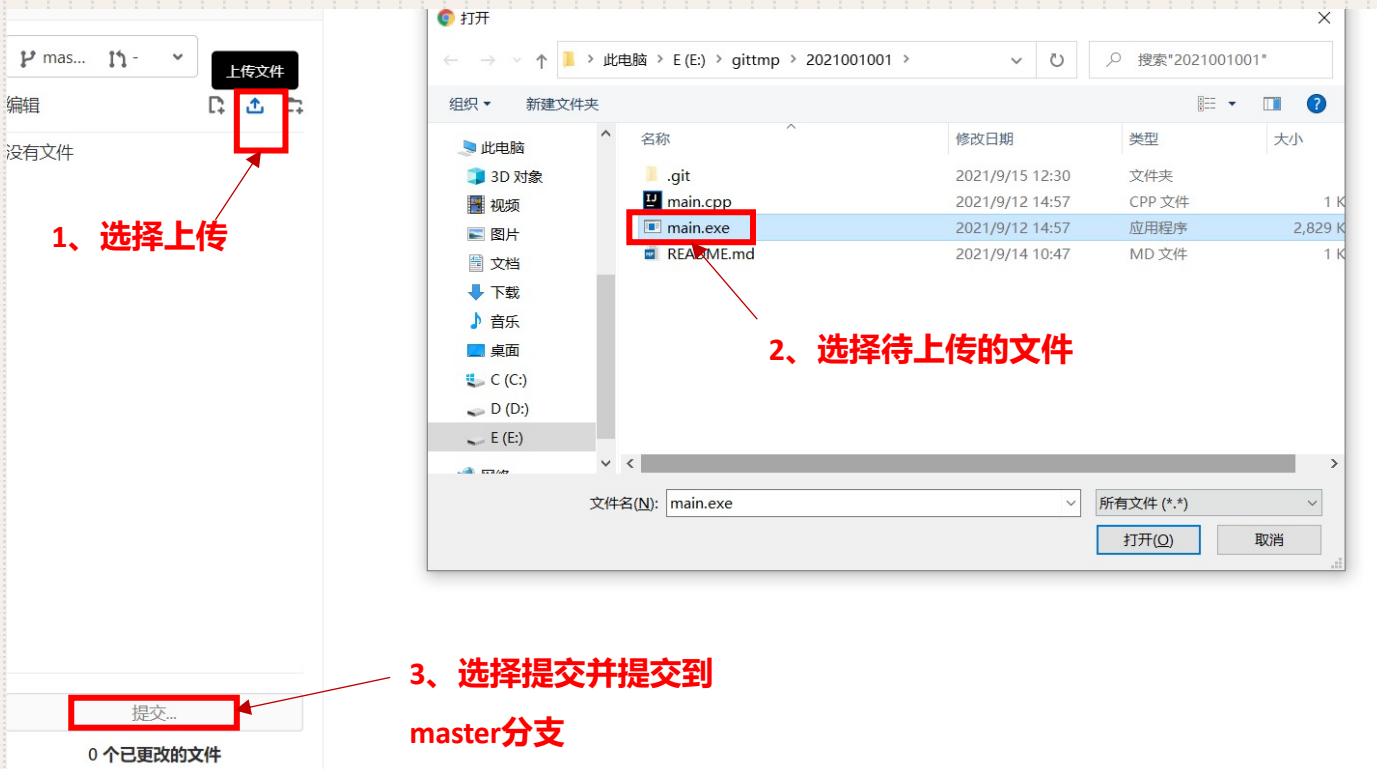 打开
mas...
-
上传文件
此电脑 > E (E:) > gittmp > 2021001001 >
搜索"2021001001"
编辑
组织
新建文件夹
没有文件
名称
修改日期
类型
大小
此电脑
3D 对象
视频
图片
文档
下载
音乐
桌面
C (C:)
D (D:)
E (E:)
.git
2021/9/15 12:30
文件夹
main.cpp
2021/9/12 14:57
CPP 文件
1 K
main.exe
2021/9/12 14:57
应用程序
2,829 K
README.md
2021/9/14 10:47
MD 文件
1 K
1、选择上传
2、选择待上传的文件
文件名(N):
main.exe
所有文件 (*.*)
打开(O)
取消
3、选择提交并提交到
master分支
提交...
0 个已更改的文件